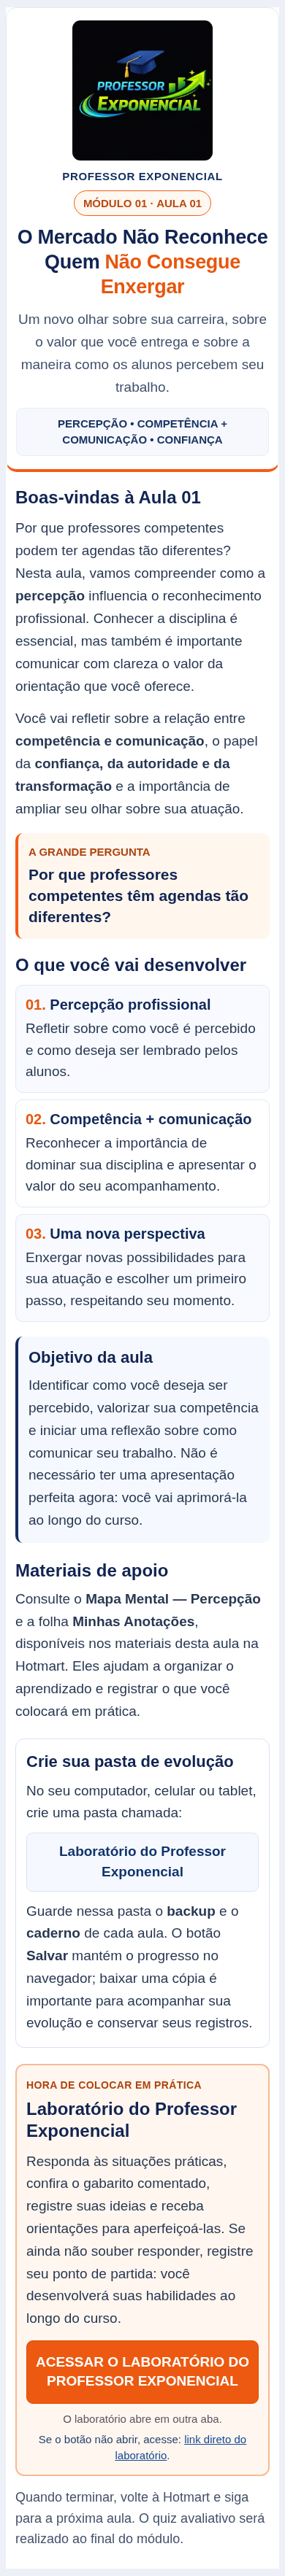 PROFESSOR
EXPONENCIAL
PROFESSOR EXPONENCIAL
MÓDULO 01 · AULA 01
O Mercado Não Reconhece
Quem Não Consegue
Enxergar
Um novo olhar sobre sua carreira, sobre
o valor que você entrega e sobre a
maneira como os alunos percebem seu
trabalho.
PERCEPÇÃO • COMPETÊNCIA +
COMUNICAÇÃO • CONFIANÇA
Boas-vindas à Aula 01
Por que professores competentes
podem ter agendas tão diferentes?
Nesta aula, vamos compreender como a
percepção influencia o reconhecimento
profissional. Conhecer a disciplina é
essencial, mas também é importante
comunicar com clareza o valor da
orientação que você oferece.
Você vai refletir sobre a relação entre
competência e comunicação, o papel
da confiança, da autoridade e da
transformação e a importância de
ampliar seu olhar sobre sua atuação.
A GRANDE PERGUNTA
Por que professores
competentes têm agendas tão
diferentes?
O que você vai desenvolver
01. Percepção profissional
Refletir sobre como você é percebido
e como deseja ser lembrado pelos
alunos.
02. Competência + comunicação
Reconhecer a importância de
dominar sua disciplina e apresentar o
valor do seu acompanhamento.
03. Uma nova perspectiva
Enxergar novas possibilidades para
sua atuação e escolher um primeiro
passo, respeitando seu momento.
Objetivo da aula
Identificar como você deseja ser
percebido, valorizar sua competência
e iniciar uma reflexão sobre como
comunicar seu trabalho. Não é
necessário ter uma apresentação
perfeita agora: você vai aprimorá-la
ao longo do curso.
Materiais de apoio
Consulte o Mapa Mental — Percepção
e a folha Minhas Anotações,
disponíveis nos materiais desta aula na
Hotmart. Eles ajudam a organizar o
aprendizado e registrar o que você
colocará em prática.
Crie sua pasta de evolução
No seu computador, celular ou tablet,
crie uma pasta chamada:
Laboratório do Professor
Exponencial
Guarde nessa pasta o backup e o
caderno de cada aula. O botão
Salvar mantém o progresso no
navegador; baixar uma cópia é
importante para acompanhar sua
evolução e conservar seus registros.
HORA DE COLOCAR EM PRÁTICA
Laboratório do Professor
Exponencial
Responda às situações práticas,
confira o gabarito comentado,
registre suas ideias e receba
orientações para aperfeiçoá-las. Se
ainda não souber responder, registre
seu ponto de partida: você
desenvolverá suas habilidades ao
longo do curso.
ACESSAR O LABORATÓRIO DO
PROFESSOR EXPONENCIAL
O laboratório abre em outra aba.
Se o botão não abrir, acesse: link direto do
laboratório.
Quando terminar, volte à Hotmart e siga
para a próxima aula. O quiz avaliativo será
realizado ao final do módulo.